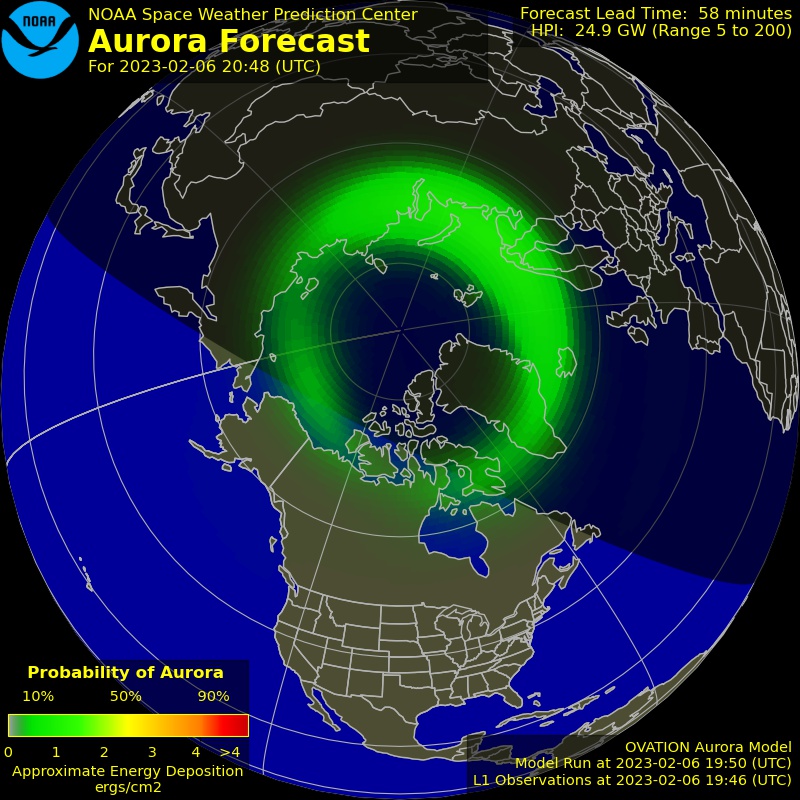 NOAA
NOAA Space Weather Prediction Center
Aurora Forecast
For 2023-02-06 20:48 (UTC)
Forecast Lead Time: 58 minutes
HPI: 24.9 GW (Range 5 to 200)
Probability of Aurora
10% 50% 90%
0 1 2 3 4 >4
Approximate Energy Deposition
ergs/cm2
OVATION Aurora Model
Model Run at 2023-02-06 19:50 (UTC)
L1 Observations at 2023-02-06 19:46 (UTC)